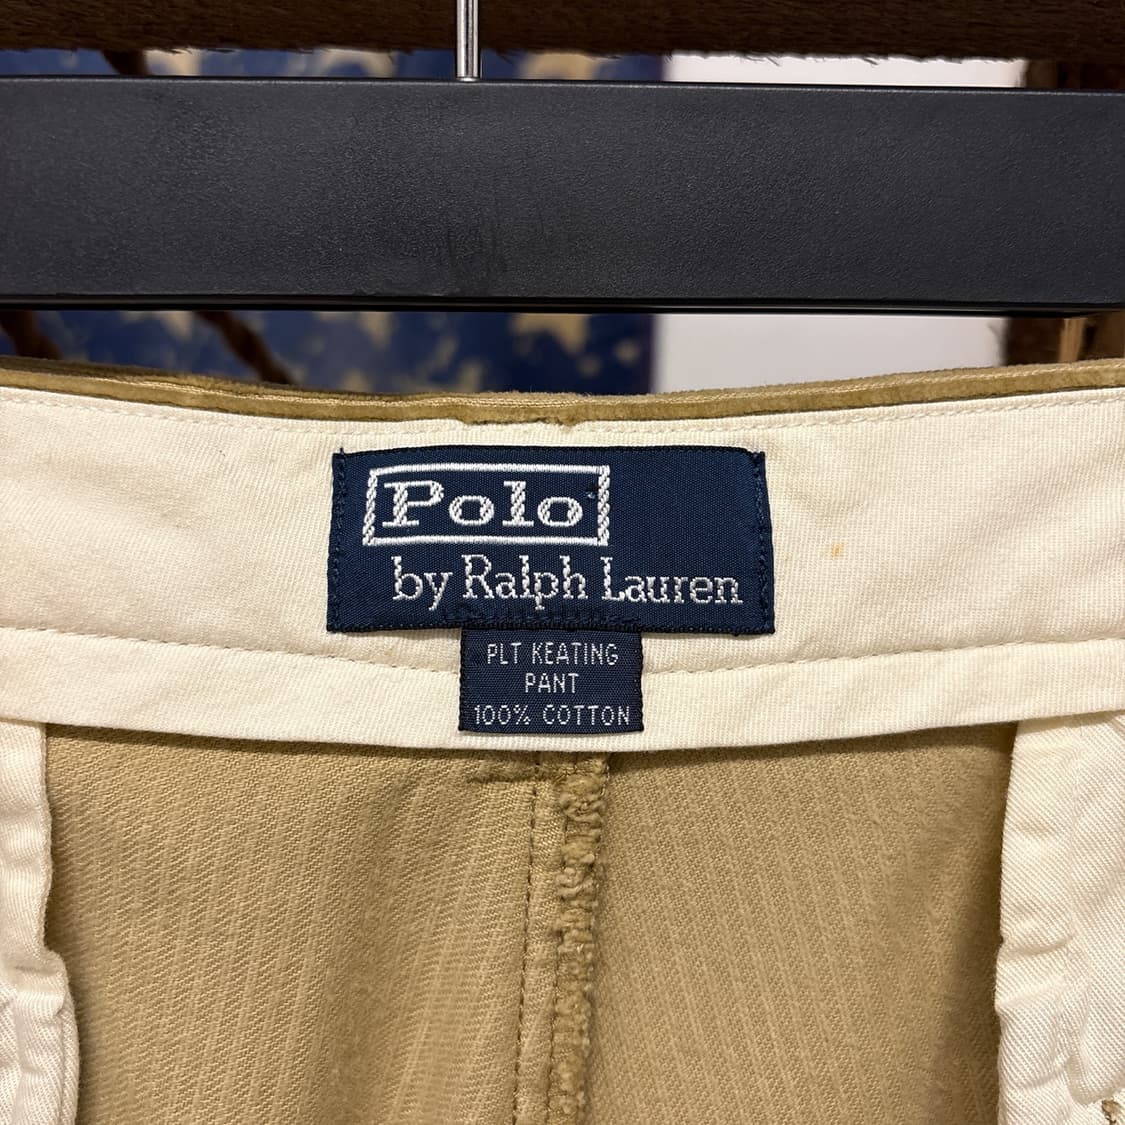 Polo
by Ralph Lauren
PLT KEATING
PANT
100% COTTON